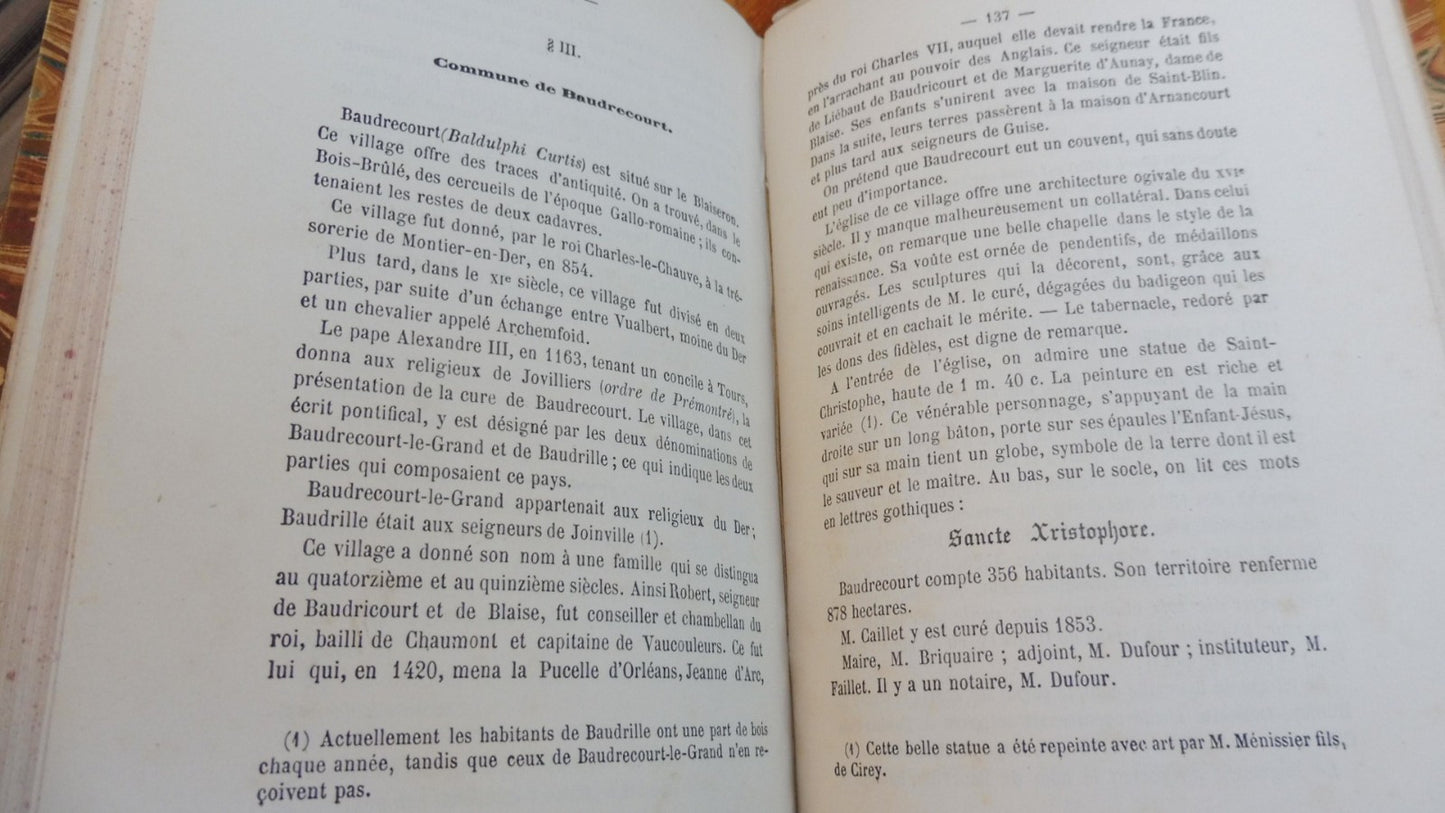 § III.
Commune de Baudrecourt.
Baudrecourt (Baldulphi Curtis) est situé sur le Blaiseron.
Ce village offre des traces d'antiquité. On a trouvé, dans le
Bois-Brûlé, des cercueils de l'époque Gallo-romaine ; ils con-
tenaient les restes de deux cadavres.
Ce village fut donné, par le roi Charles-le-Chauve, à la tré-
sorerie de Montier-en-Der, en 854.
Plus tard, dans le XIe siècle, ce village fut divisé en deux
parties, par suite d'un échange entre Vualbert, moine du Der
et un chevalier appelé Archemfoid.
Le pape Alexandre III, en 1163, tenant un concile à Tours,
donna aux religieux de Jovilliers (ordre de Prémontré), la
présentation de la cure de Baudrecourt. Le village, dans cet
écrit pontifical, y est désigné par les deux dénominations de
Baudrecourt-le-Grand et de Baudrille ; ce qui indique les deux
parties qui composaient ce pays.
Baudrecourt-le-Grand appartenait aux religieux du Der ;
Baudrille était aux seigneurs de Joinville (1).
Ce village a donné son nom à une famille qui se distingua
au quatorzième et au quinzième siècles. Ainsi Robert, seigneur
de Baudricourt et de Blaise, fut conseiller et chambellan du
roi, bailli de Chaumont et capitaine de Vaucouleurs. Ce fut
lui qui, en 1420, mena la Pucelle d'Orléans, Jeanne d'Arc,
(1) Actuellement les habitants de Baudrille ont une part de bois
chaque année, tandis que ceux de Baudrecourt-le-Grand n'en re-
çoivent pas.
— 137 —
près du roi Charles VII, auquel elle devait rendre la France,
en l'arrachant au pouvoir des Anglais. Ce seigneur était fils
de Liébaut de Baudricourt et de Marguerite d'Aunay, dame de
Blaise. Ses enfants s'unirent avec la maison de Saint-Blin.
Dans la suite, leurs terres passèrent à la maison d'Arnancourt
et plus tard aux seigneurs de Guise.
On prétend que Baudrecourt eut un couvent, qui sans doute
eut peu d'importance.
L'église de ce village offre une architecture ogivale du XVIe
siècle. Il y manque malheureusement un collatéral. Dans celui
qui existe, on remarque une belle chapelle dans le style de la
renaissance. Sa voûte est ornée de pendentifs, de médaillons
ouvragés. Les sculptures qui la décorent, sont, grâce aux
soins intelligents de M. le curé, dégagées du badigeon qui les
couvrait et en cachait le mérite. — Le tabernacle, redoré par
les dons des fidèles, est digne de remarque.
A l'entrée de l'église, on admire une statue de Saint-
Christophe, haute de 1 m. 40 c. La peinture en est riche et
variée (1). Ce vénérable personnage, s'appuyant de la main
droite sur un long bâton, porte sur ses épaules l'Enfant-Jésus,
qui sur sa main tient un globe, symbole de la terre dont il est
le sauveur et le maître. Au bas, sur le socle, on lit ces mots
en lettres gothiques :
Sancte Xristophore.
Baudrecourt compte 356 habitants. Son territoire renferme
878 hectares.
M. Caillet y est curé depuis 1853.
Maire, M. Briquaire ; adjoint, M. Dufour ; instituteur, M.
Faillet. Il y a un notaire, M. Dufour.
(1) Cette belle statue a été repeinte avec art par M. Ménissier fils,
de Cirey.